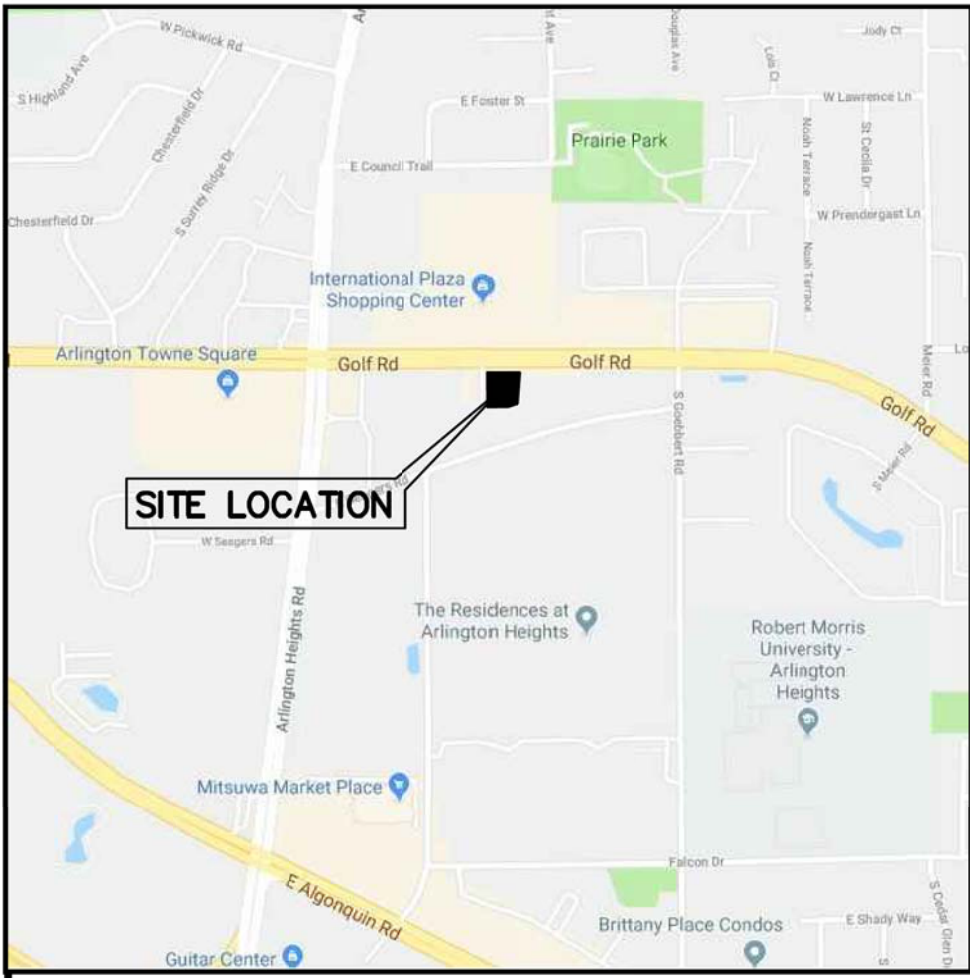 W Pickwick Rd
Jody Ct
S Highland Ave
Chesterfield Dr
Lois Ct
E Foster St
W Lawrence Ln
Prairie Park
Noah Terrace
St Cecilia Dr
E Council Trail
S Surrey Ridge Dr
Chesterfield Dr
W Prendergast Ln
Noah Terrace
International Plaza
Shopping Center
Arlington Towne Square
Golf Rd
Golf Rd
Meier Rd
Lo
Golf Rd
S Goebbert Rd
S Meier Rd
SITE LOCATION
W Seegers Rd
Arlington Heights Rd
The Residences at
Arlington Heights
Robert Morris
University -
Arlington
Heights
Mitsuwa Market Place
Falcon Dr
E Algonquin Rd
S Cedar Glen D
Brittany Place Condos
E Shady Way
Guitar Center
S